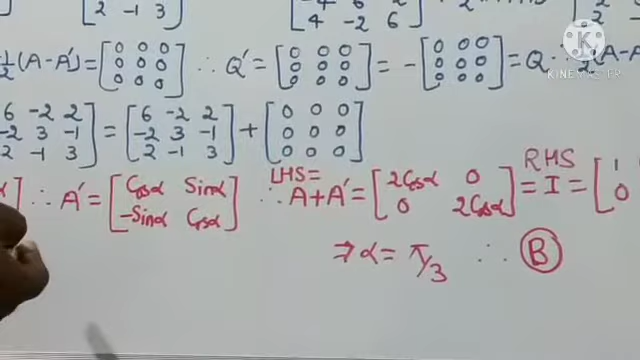 2 -1 3] 4 -2 6]
½(A-A')= [0 0 0 ∴ Q' = [0 0 0 = -[0 0 0 = Q ∴ ½(A-A
0 0 0 0 0 0 0 0 0
0 0 0] 0 0 0] 0 0 0]
6 -2 2 = [6 -2 2 + [0 0 0
-2 3 -1 -2 3 -1 0 0 0
2 -1 3] 2 -1 3] 0 0 0]
∴ A' = [Cosα Sinα LHS= ∴ A+A' = [2Cosα 0 = RHS I = [1
-Sinα Cosα] 0 2Cosα] 0
⇒ α = π/3 ∴ (B)
KINEMASTER